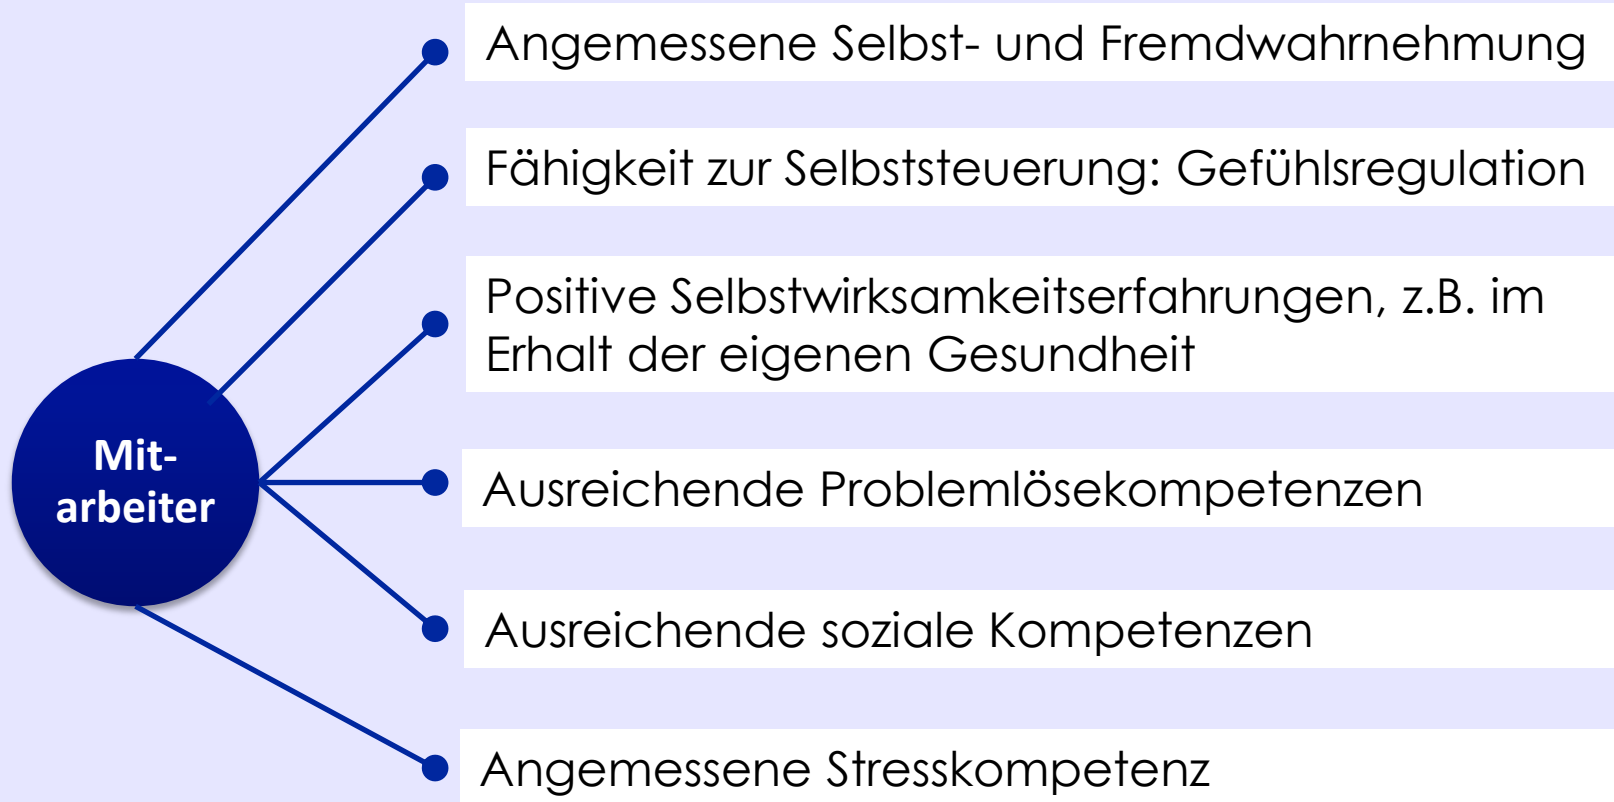 Angemessene Selbst- und Fremdwahrnehmung
Fähigkeit zur Selbststeuerung: Gefühlsregulation
Positive Selbstwirksamkeitserfahrungen, z.B. im
Erhalt der eigenen Gesundheit
Mit-
arbeiter
Ausreichende Problemlösekompetenzen
Ausreichende soziale Kompetenzen
Angemessene Stresskompetenz